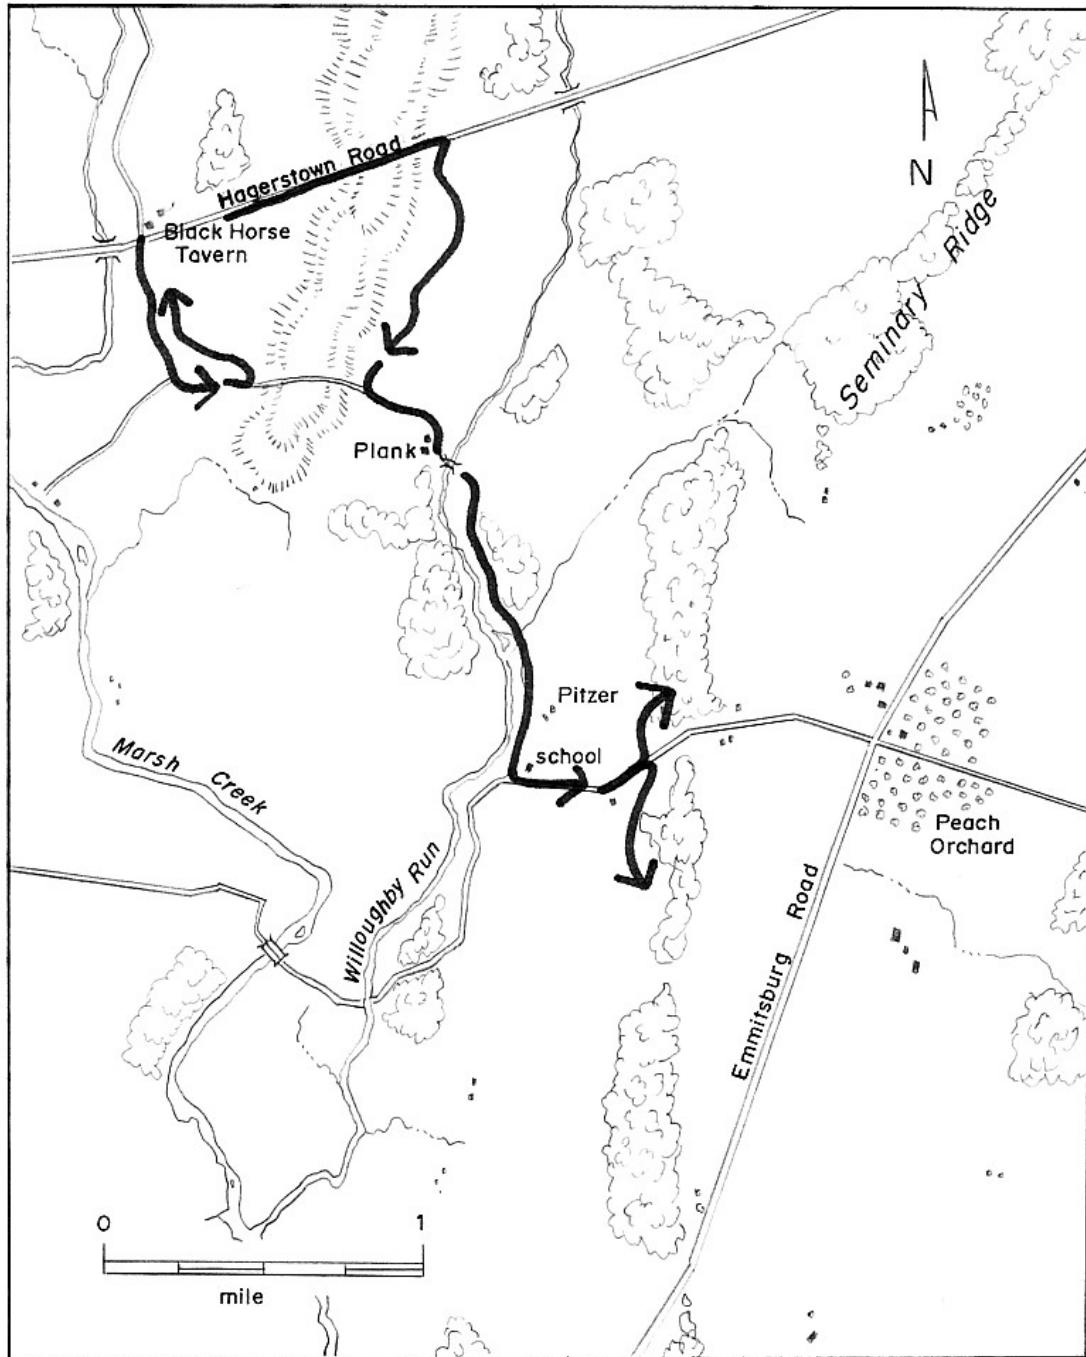 Hagerstown Road
N
Black Horse
Tavern
Seminary Ridge
Plank
Pitzer
school
Marsh Creek
Willoughby Run
Peach
Orchard
Emmitsburg Road
0 1
mile